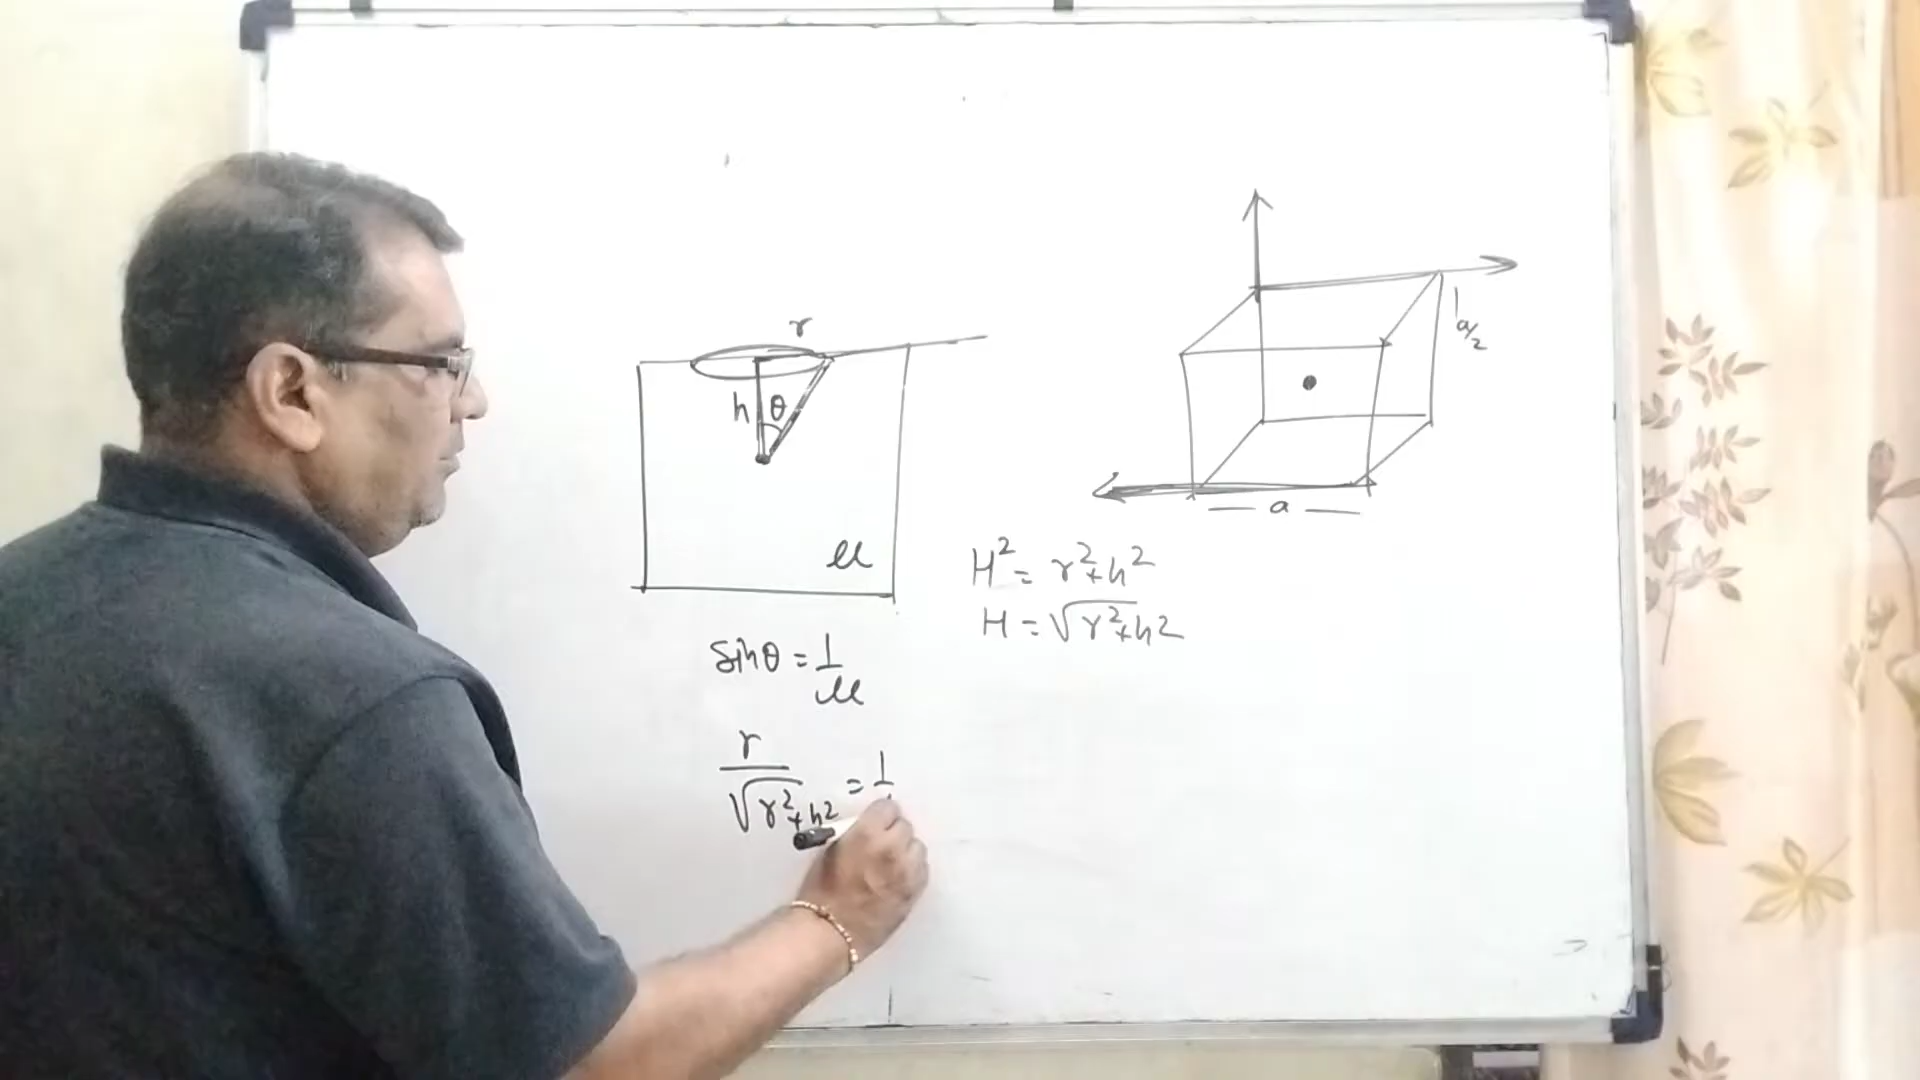 r
h θ
μ
sinθ = 1/μ
r/√r²+h² = 1/
a/2
a
H² = r²+h²
H = √r²+h²